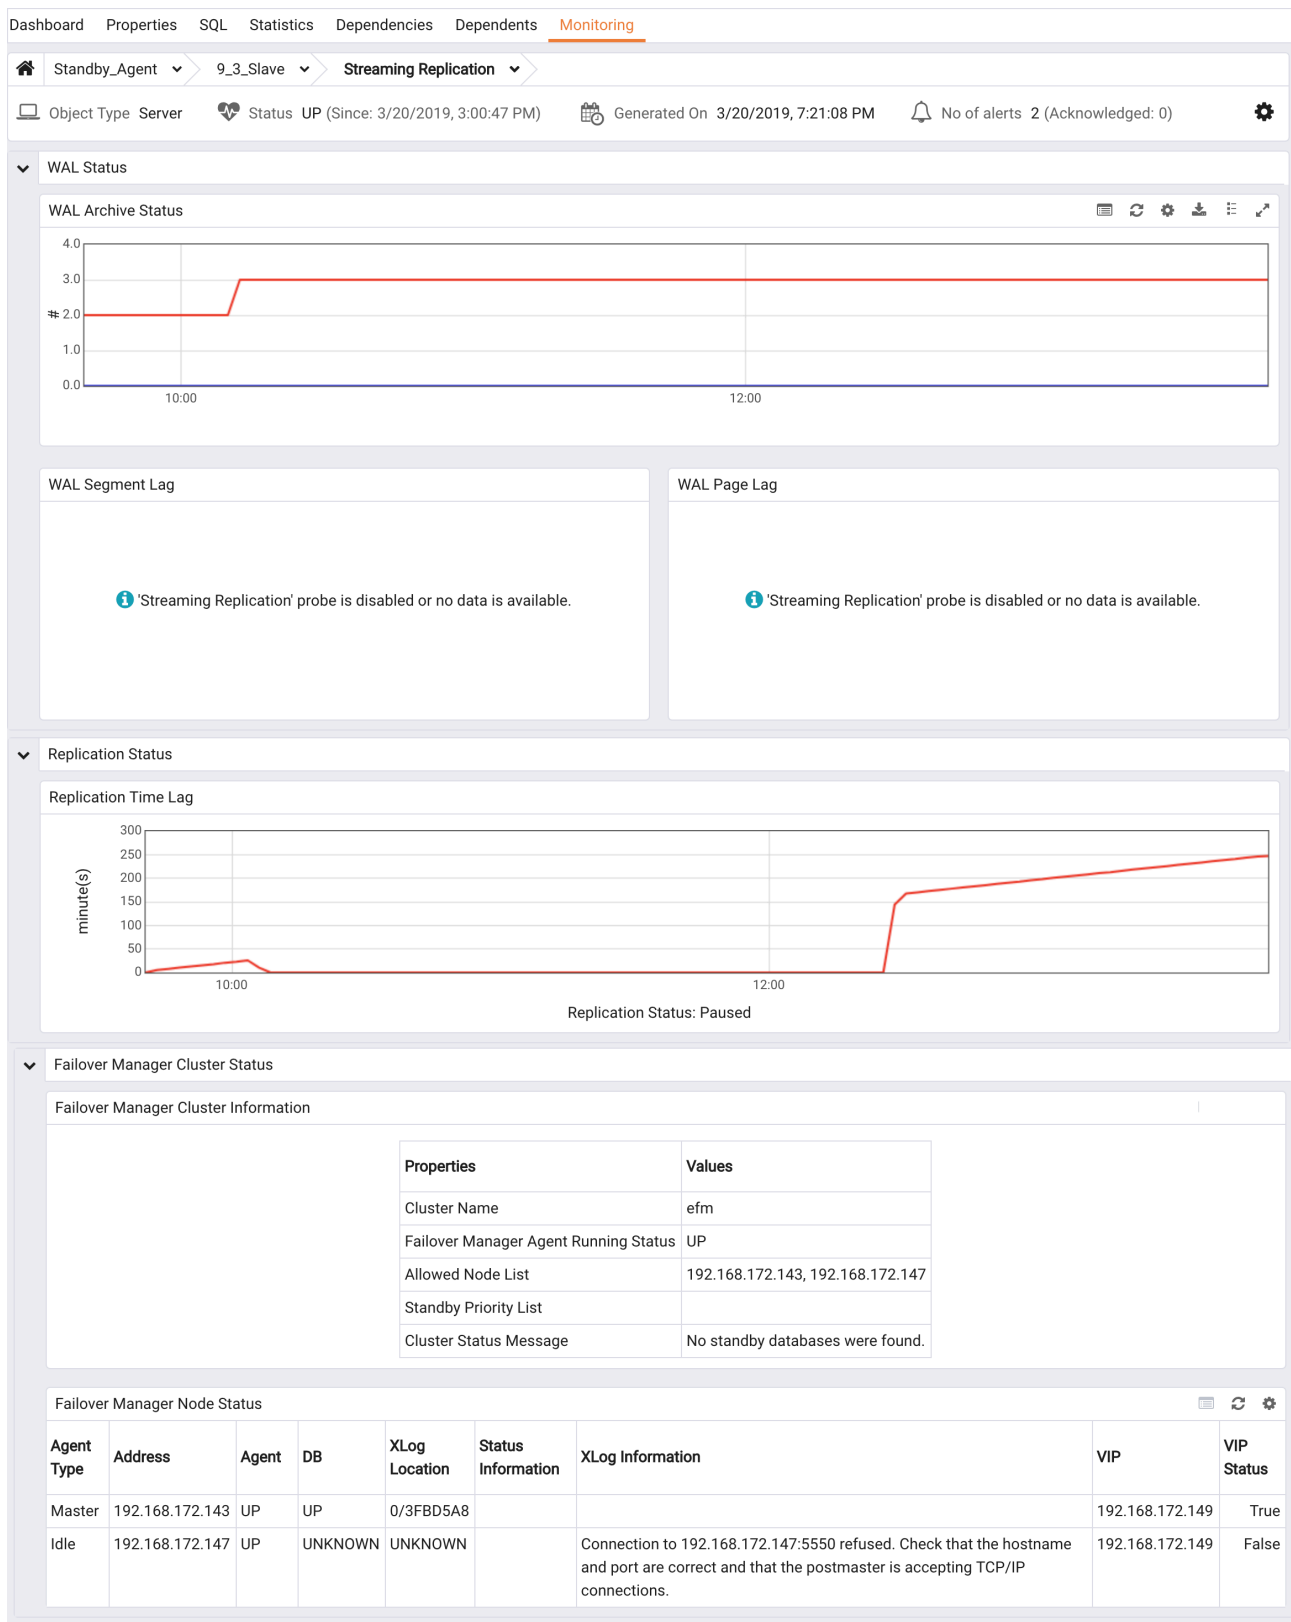 Dashboard Properties SQL Statistics Dependencies Dependents Monitoring
Standby_Agent 9_3_Slave Streaming Replication
Object Type Server Status UP (Since: 3/20/2019, 3:00:47 PM) Generated On 3/20/2019, 7:21:08 PM No of alerts 2 (Acknowledged: 0)
WAL Status
WAL Archive Status
4.0
3.0
# 2.0
1.0
0.0
10:00 12:00
WAL Segment Lag WAL Page Lag
'Streaming Replication' probe is disabled or no data is available. 'Streaming Replication' probe is disabled or no data is available.
Replication Status
Replication Time Lag
300
250
200
150
100
50
0
minute(s)
10:00 12:00
Replication Status: Paused
Failover Manager Cluster Status
Failover Manager Cluster Information
Properties Values
Cluster Name efm
Failover Manager Agent Running Status UP
Allowed Node List 192.168.172.143, 192.168.172.147
Standby Priority List
Cluster Status Message No standby databases were found.
Failover Manager Node Status
Agent Type Address Agent DB XLog Location Status Information XLog Information VIP VIP Status
Master 192.168.172.143 UP UP 0/3FBD5A8 192.168.172.149 True
Idle 192.168.172.147 UP UNKNOWN UNKNOWN Connection to 192.168.172.147:5550 refused. Check that the hostname 192.168.172.149 False
and port are correct and that the postmaster is accepting TCP/IP
connections.